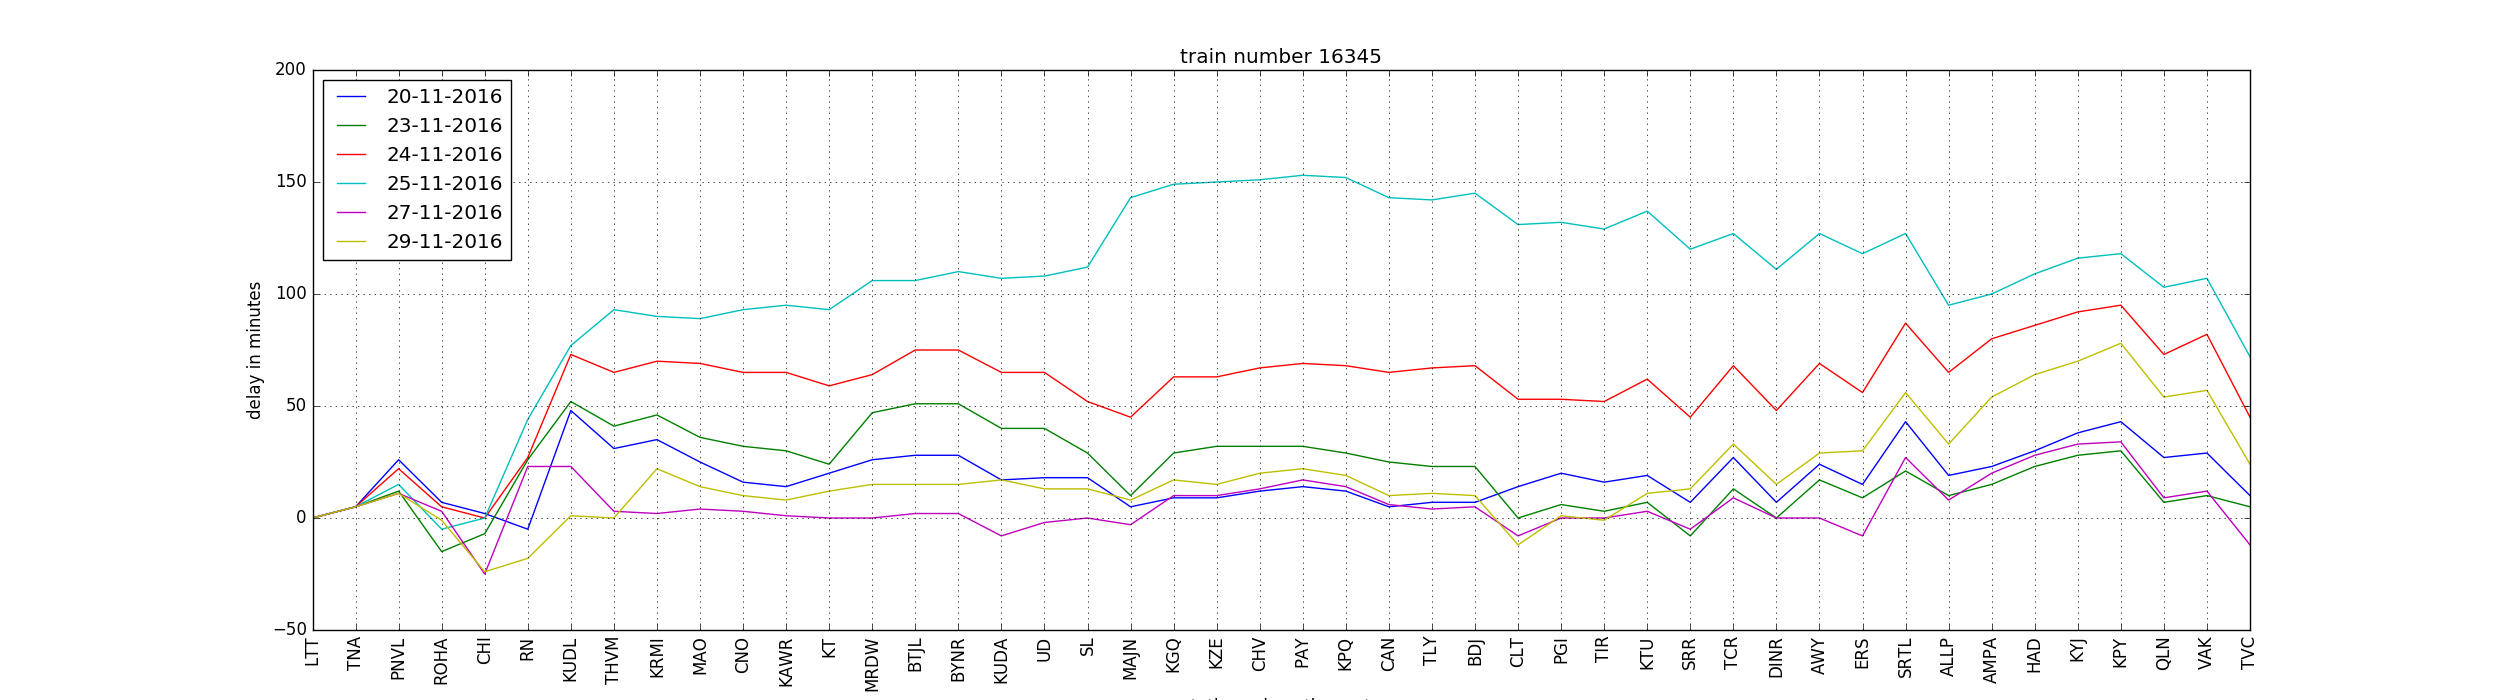 train number 16345
200
150
100
50
0
−50
delay in minutes
20-11-2016
23-11-2016
24-11-2016
25-11-2016
27-11-2016
29-11-2016
LTT
TNA
PNVL
ROHA
CHI
RN
KUDL
THVM
KRMI
MAO
CNO
KAWR
KT
MRDW
BTJL
BYNR
KUDA
UD
SL
MAJN
KGQ
KZE
CHV
PAY
KPQ
CAN
TLY
BDJ
CLT
PGI
TIR
KTU
SRR
TCR
DINR
AWY
ERS
SRTL
ALLP
AMPA
HAD
KYJ
KPY
QLN
VAK
TVC